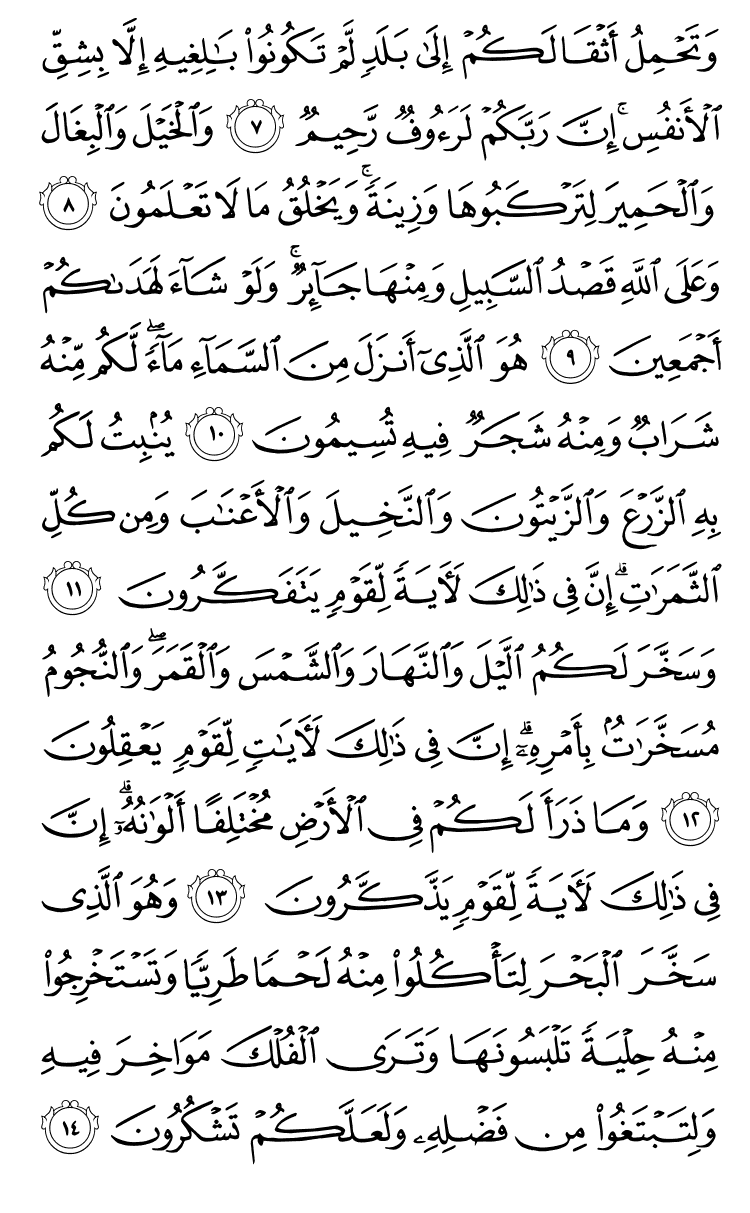 وَتَحۡمِلُ أَثۡقَالَكُمۡ إِلَىٰ بَلَدٖ لَّمۡ تَكُونُواْ بَٰلِغِيهِ إِلَّا بِشِقِّ
ٱلۡأَنفُسِۚ إِنَّ رَبَّكُمۡ لَرَءُوفٞ رَّحِيمٞ ٧ وَٱلۡخَيۡلَ وَٱلۡبِغَالَ
وَٱلۡحَمِيرَ لِتَرۡكَبُوهَا وَزِينَةٗۚ وَيَخۡلُقُ مَا لَا تَعۡلَمُونَ ٨
وَعَلَى ٱللَّهِ قَصۡدُ ٱلسَّبِيلِ وَمِنۡهَا جَآئِرٞۚ وَلَوۡ شَآءَ لَهَدَىٰكُمۡ
أَجۡمَعِينَ ٩ هُوَ ٱلَّذِيٓ أَنزَلَ مِنَ ٱلسَّمَآءِ مَآءٗۖ لَّكُم مِّنۡهُ
شَرَابٞ وَمِنۡهُ شَجَرٞ فِيهِ تُسِيمُونَ ١٠ يُنۢبِتُ لَكُم
بِهِ ٱلزَّرۡعَ وَٱلزَّيۡتُونَ وَٱلنَّخِيلَ وَٱلۡأَعۡنَٰبَ وَمِن كُلِّ
ٱلثَّمَرَٰتِۚ إِنَّ فِي ذَٰلِكَ لَأٓيَةٗ لِّقَوۡمٖ يَتَفَكَّرُونَ ١١
وَسَخَّرَ لَكُمُ ٱلَّيۡلَ وَٱلنَّهَارَ وَٱلشَّمۡسَ وَٱلۡقَمَرَۖ وَٱلنُّجُومُ
مُسَخَّرَٰتُۢ بِأَمۡرِهِۦٓۚ إِنَّ فِي ذَٰلِكَ لَأٓيَٰتٖ لِّقَوۡمٖ يَعۡقِلُونَ
١٢ وَمَا ذَرَأَ لَكُمۡ فِي ٱلۡأَرۡضِ مُخۡتَلِفًا أَلۡوَٰنُهُۥٓۚ إِنَّ
فِي ذَٰلِكَ لَأٓيَةٗ لِّقَوۡمٖ يَذَّكَّرُونَ ١٣ وَهُوَ ٱلَّذِي
سَخَّرَ ٱلۡبَحۡرَ لِتَأۡكُلُواْ مِنۡهُ لَحۡمٗا طَرِيّٗا وَتَسۡتَخۡرِجُواْ
مِنۡهُ حِلۡيَةٗ تَلۡبَسُونَهَا وَتَرَى ٱلۡفُلۡكَ مَوَاخِرَ فِيهِ
وَلِتَبۡتَغُواْ مِن فَضۡلِهِۦ وَلَعَلَّكُمۡ تَشۡكُرُونَ ١٤